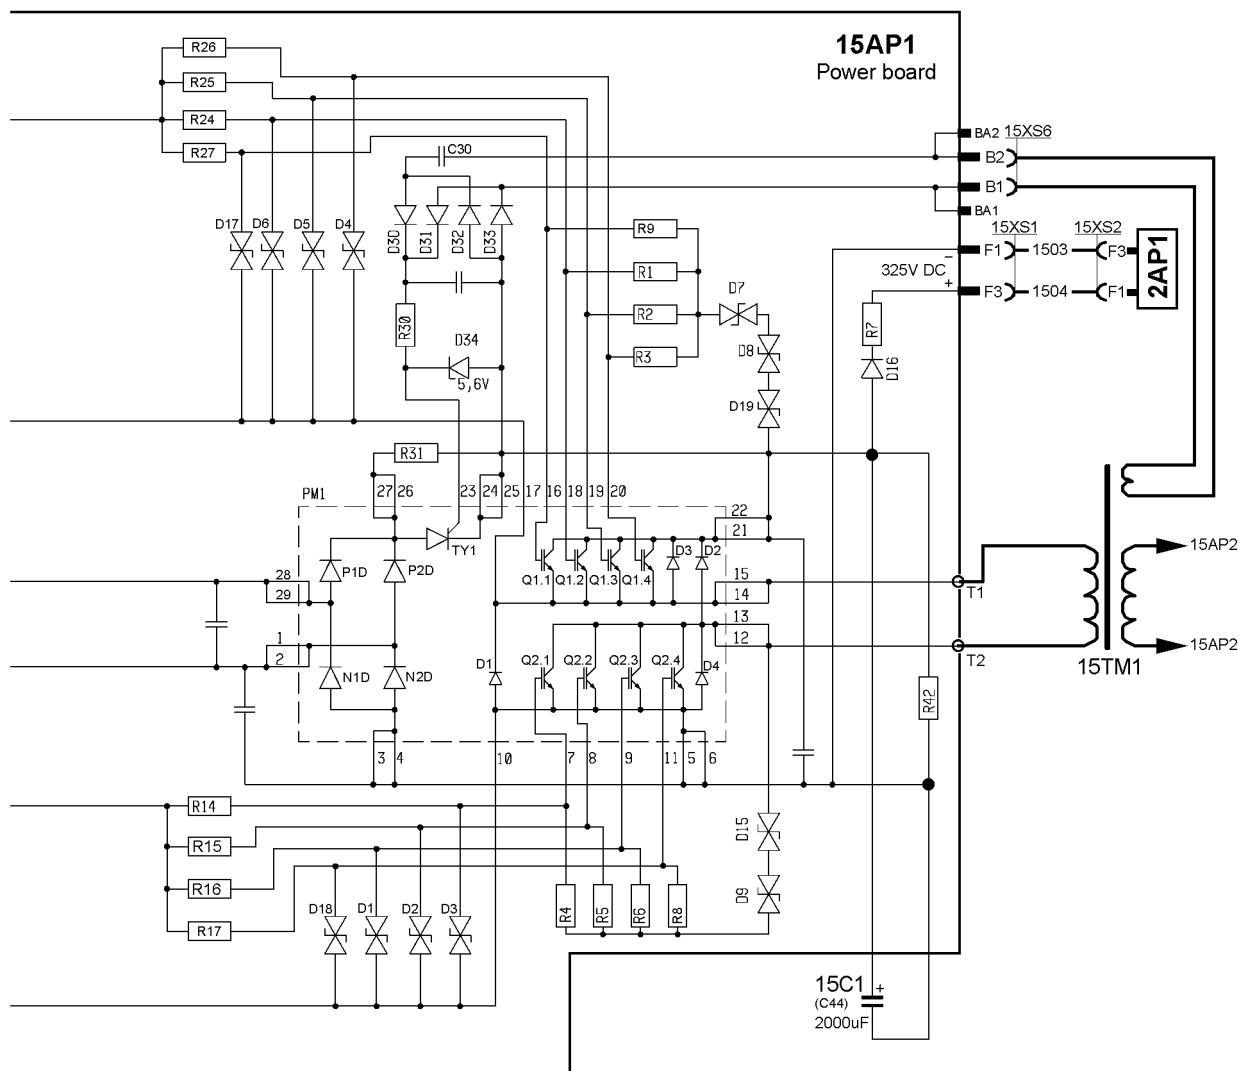 15AP1
Power board
R26
R25
R24
R27
C30
BA2 15XS6
B2
B1
BA1
D17 D6 D5 D4
D30 D31 D32 D33
R9
R1
R2
R3
15XS1 15XS2
F1 1503 F3
−
325V DC
+
F3 1504 F1
2AP1
D7
D8
D19
R7
D16
R30
D34
5,6V
R31
PM1
27 26 23 24 25 17 16 18 19 20
22
21
TY1
P1D P2D
D3 D2
Q1.1 Q1.2 Q1.3 Q1.4
28
29
15
14
T1
15AP2
1
2
13
12
T2
15AP2
15TM1
N1D N2D
D1
Q2.1 Q2.2 Q2.3 Q2.4
D4
R42
3 4 10 7 8 9 11 5 6
R14
R15
R16
R17
D18 D1 D2 D3
R4 R5 R6 R8
D15
D9
15C1 +
(C44)
2000uF